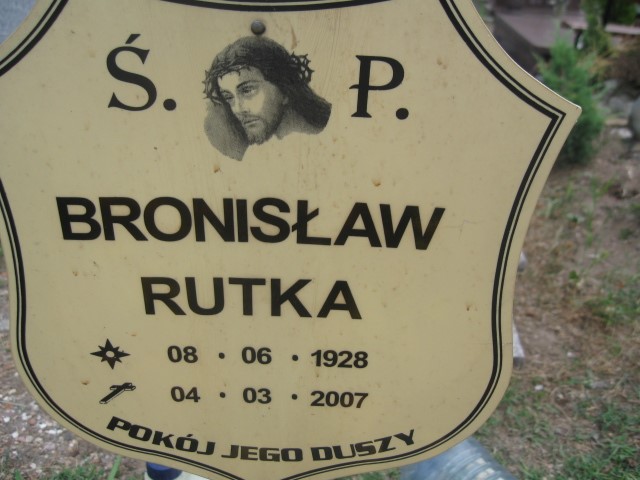 Ś. P.
BRONISŁAW
RUTKA
08 • 06 • 1928
04 • 03 • 2007
POKÓJ JEGO DUSZY